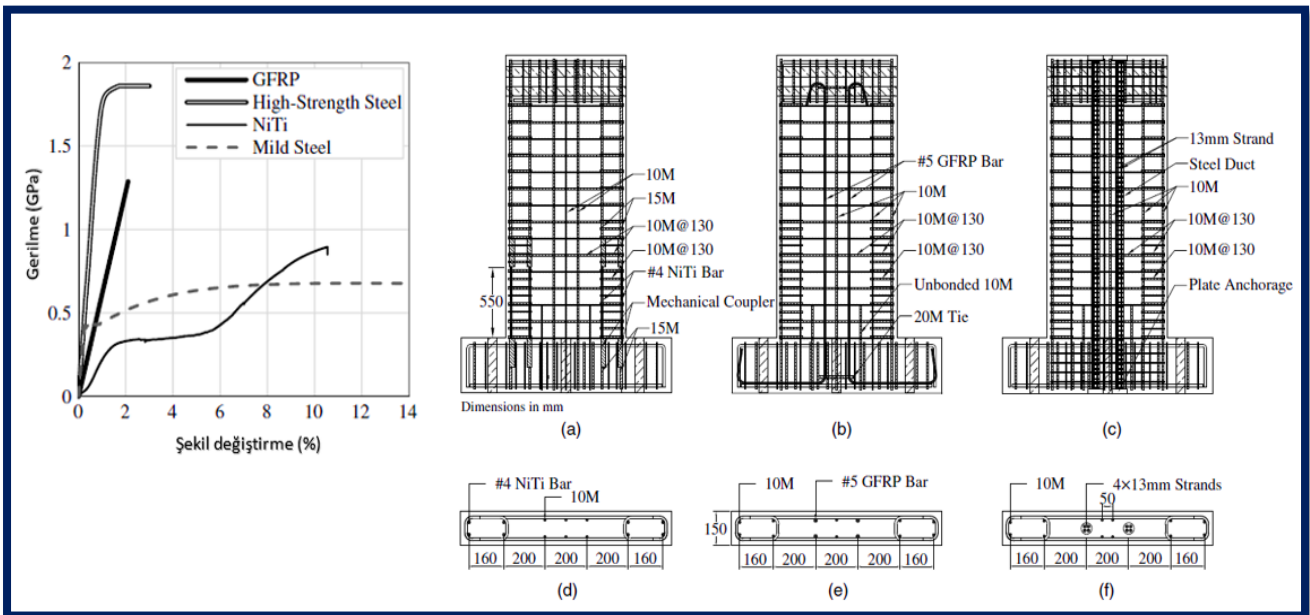 2
1.5
1
0.5
0
Gerilme (GPa)
GFRP
High-Strength Steel
NiTi
Mild Steel
0 2 4 6 8 10 12 14
Şekil değiştirme (%)
10M
15M
10M@130
10M@130
#4 NiTi Bar
550
Mechanical Coupler
15M
Dimensions in mm
(a)
#5 GFRP Bar
10M
10M@130
10M@130
Unbonded 10M
20M Tie
(b)
13mm Strand
Steel Duct
10M
10M@130
10M@130
Plate Anchorage
(c)
#4 NiTi Bar
10M
160 200 200 200 160
(d)
10M
#5 GFRP Bar
150
160 200 200 200 160
(e)
10M
4×13mm Strands
50
160 200 200 200 160
(f)